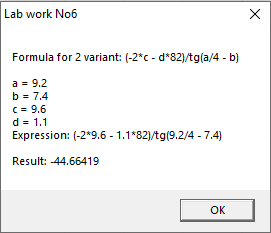 Lab work No6
Formula for 2 variant: (-2*c - d*82)/tg(a/4 - b)
a = 9.2
b = 7.4
c = 9.6
d = 1.1
Expression: (-2*9.6 - 1.1*82)/tg(9.2/4 - 7.4)
Result: -44.66419
OK